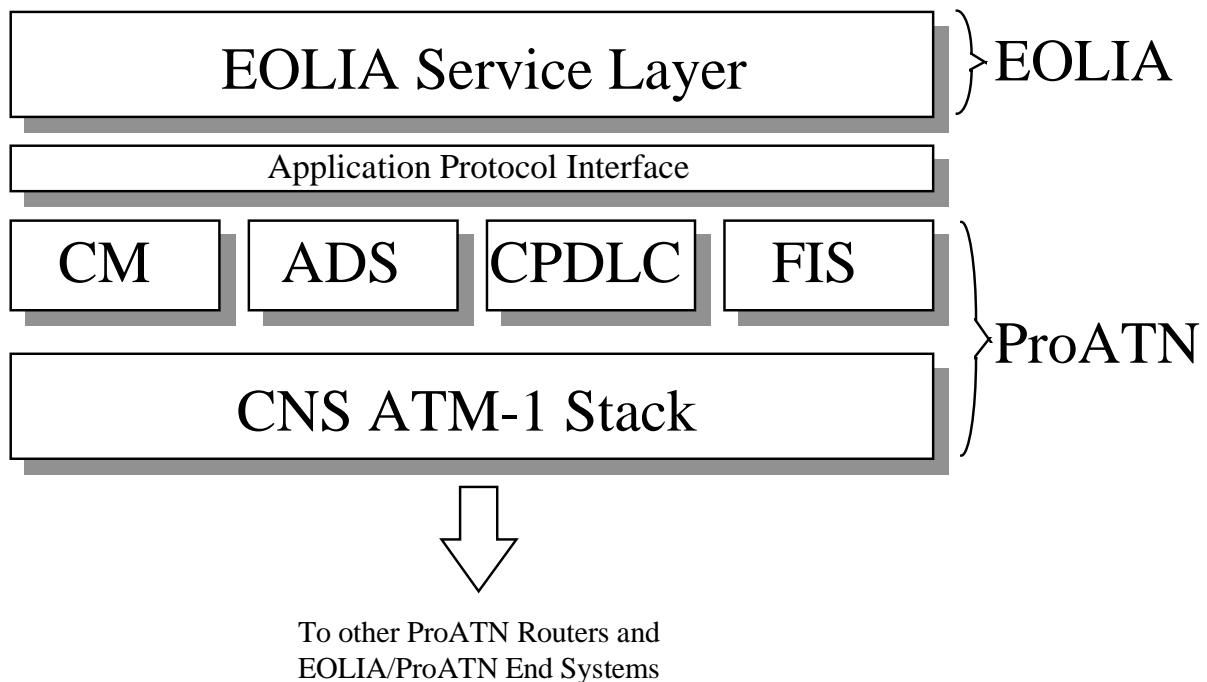 EOLIA Service Layer
EOLIA
Application Protocol Interface
CM
ADS
CPDLC
FIS
ProATN
CNS ATM-1 Stack
To other ProATN Routers and
EOLIA/ProATN End Systems